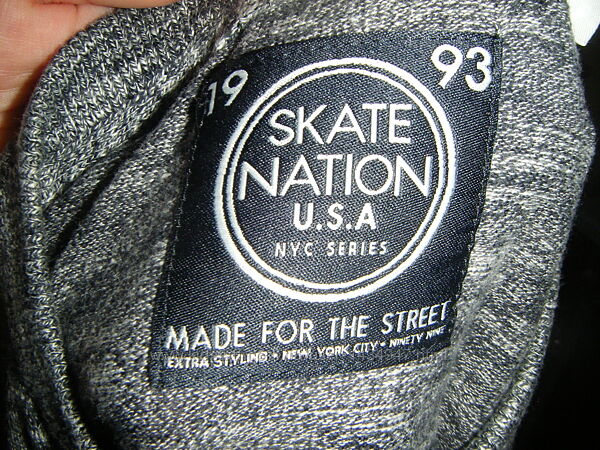 19 93
SKATE
NATION
U.S.A
NYC SERIES
MADE FOR THE STREET
EXTRA STYLING • NEW YORK CITY • NINETY NINE